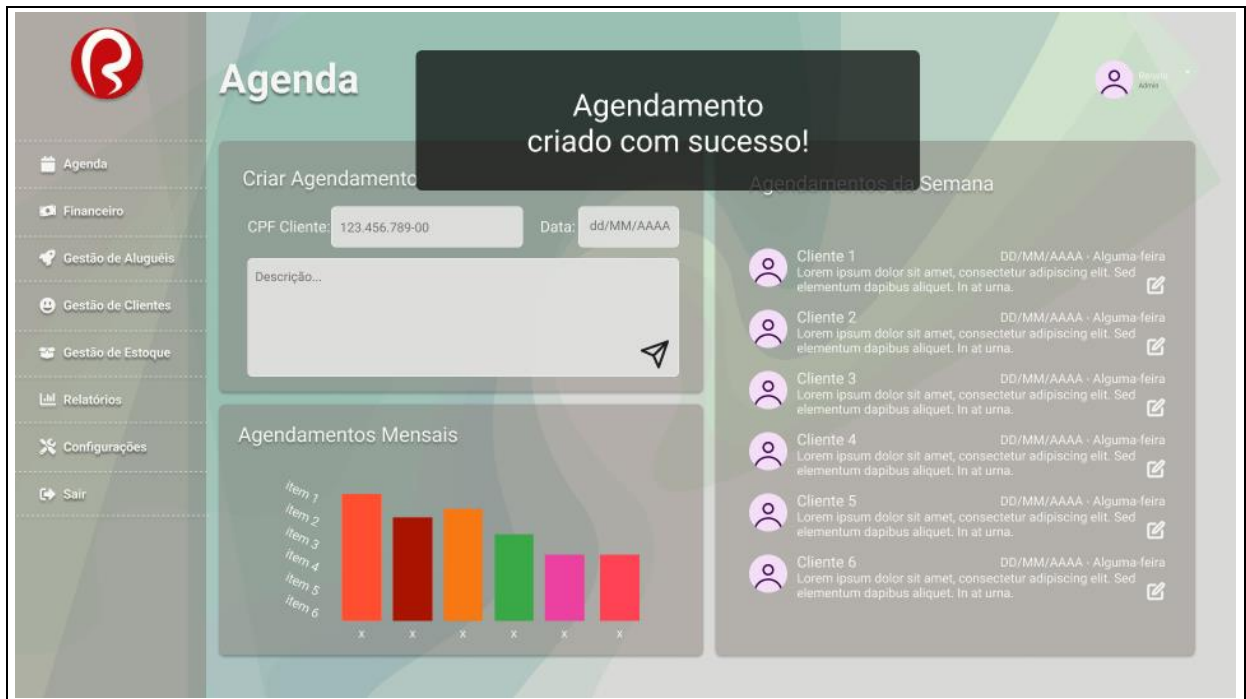 Agenda
Agendamento
criado com sucesso!
Admin
Agenda
Financeiro
Gestão de Aluguéis
Gestão de Clientes
Gestão de Estoque
Relatórios
Configurações
Sair
Criar Agendamento
CPF Cliente: 123.456.789-00 Data: dd/MM/AAAA
Descrição...
Agendamentos Mensais
item 1
item 2
item 3
item 4
item 5
item 6
x x x x x x
Agendamentos da Semana
Cliente 1 DD/MM/AAAA - Alguma-feira
Lorem ipsum dolor sit amet, consectetur adipiscing elit. Sed
elementum dapibus aliquet. In at urna.
Cliente 2 DD/MM/AAAA - Alguma-feira
Lorem ipsum dolor sit amet, consectetur adipiscing elit. Sed
elementum dapibus aliquet. In at urna.
Cliente 3 DD/MM/AAAA - Alguma-feira
Lorem ipsum dolor sit amet, consectetur adipiscing elit. Sed
elementum dapibus aliquet. In at urna.
Cliente 4 DD/MM/AAAA - Alguma-feira
Lorem ipsum dolor sit amet, consectetur adipiscing elit. Sed
elementum dapibus aliquet. In at urna.
Cliente 5 DD/MM/AAAA - Alguma-feira
Lorem ipsum dolor sit amet, consectetur adipiscing elit. Sed
elementum dapibus aliquet. In at urna.
Cliente 6 DD/MM/AAAA - Alguma-feira
Lorem ipsum dolor sit amet, consectetur adipiscing elit. Sed
elementum dapibus aliquet. In at urna.